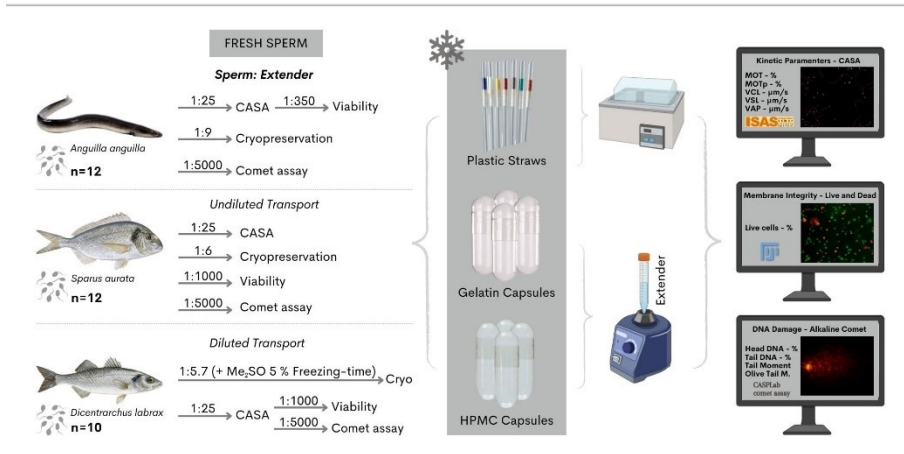 FRESH SPERM
Sperm: Extender
1:25
CASA
1:350
Viability
1:9
Cryopreservation
1:5000
Comet assay
Anguilla anguilla
n=12
Undiluted Transport
1:25
CASA
1:6
Cryopreservation
1:1000
Viability
1:5000
Comet assay
Sparus aurata
n=12
Diluted Transport
1:5.7 (+ Me₂SO 5 % Freezing-time)
Cryo
1:25
CASA
1:1000
Viability
1:5000
Comet assay
Dicentrarchus labrax
n=10
Plastic Straws
Gelatin Capsules
HPMC Capsules
Extender
Kinetic Paramenters - CASA
MOT - %
MOTp - %
VCL - µm/s
VSL - µm/s
VAP - µm/s
ISAS
Membrane Integrity - Live and Dead
Live cells - %
DNA Damage - Alkaline Comet
Head DNA - %
Tail DNA - %
Tail Moment
Olive Tail M.
CASPLab
comet assay